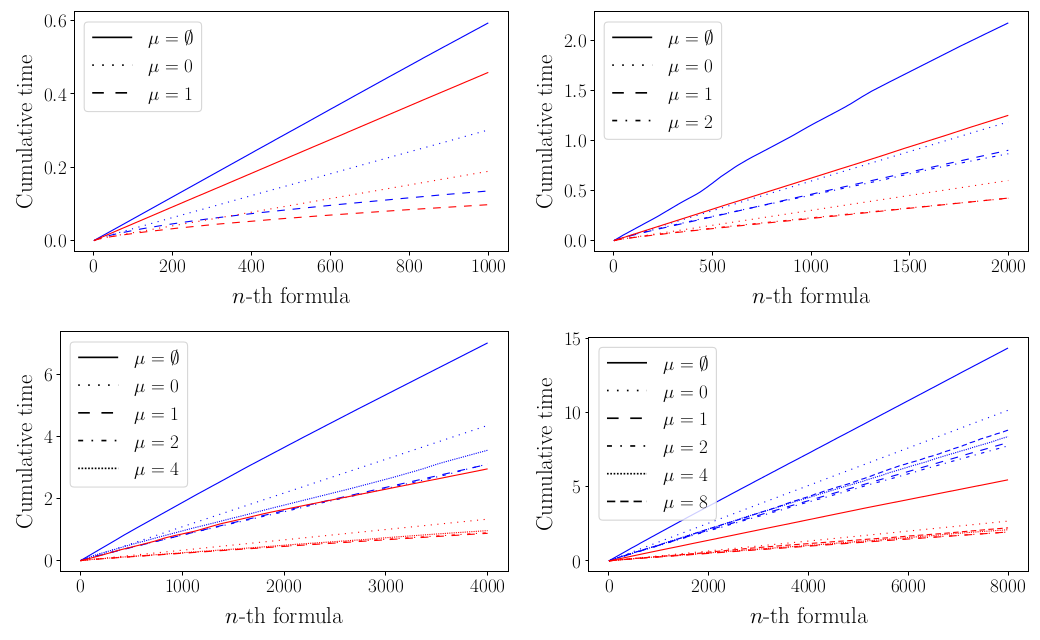 0.6
0.4
0.2
0.0
Cumulative time
μ = ∅
μ = 0
μ = 1
0 200 400 600 800 1000
n-th formula
2.0
1.5
1.0
0.5
0.0
Cumulative time
μ = ∅
μ = 0
μ = 1
μ = 2
0 500 1000 1500 2000
n-th formula
6
4
2
0
Cumulative time
μ = ∅
μ = 0
μ = 1
μ = 2
μ = 4
0 1000 2000 3000 4000
n-th formula
15
10
5
0
Cumulative time
μ = ∅
μ = 0
μ = 1
μ = 2
μ = 4
μ = 8
0 2000 4000 6000 8000
n-th formula